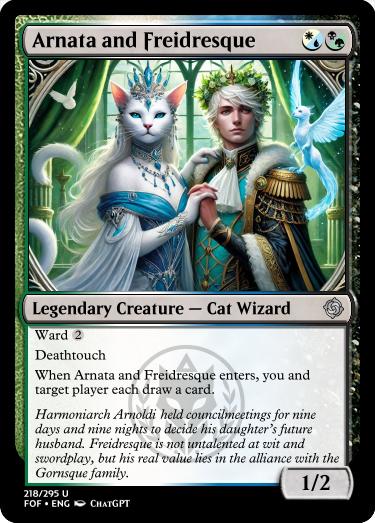 Arnata and Freidresque
Legendary Creature — Cat Wizard
Ward 2
Deathtouch
When Arnata and Freidresque enters, you and
target player each draw a card.
Harmoniarch Arnoldi held councilmeetings for nine
days and nine nights to decide his daughter's future
husband. Freidresque is not untalented at wit and
swordplay, but his real value lies in the alliance with the
Gornsque family.
1/2
218/295 U
FOF • ENG ChatGPT